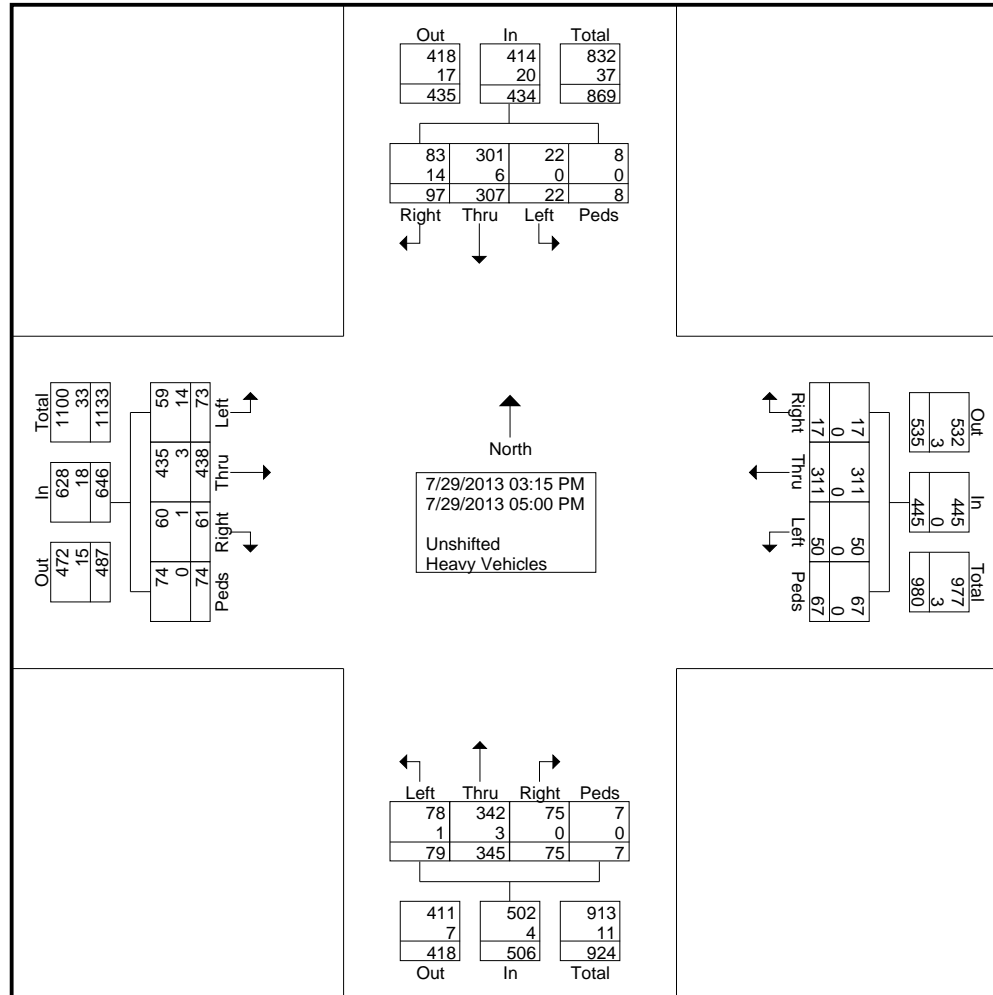 Out In Total
418 414 832
17 20 37
435 434 869
83 301 22 8
14 6 0 0
97 307 22 8
Right Thru Left Peds
Total
1100
33
1133
In
628
18
646
Out
472
15
487
59
14
73
Left
435
3
438
Thru
60
1
61
Right
74
0
74
Peds
North
7/29/2013 03:15 PM
7/29/2013 05:00 PM
Unshifted
Heavy Vehicles
Right
17
0
17
Thru
311
0
311
Left
50
0
50
Peds
67
0
67
Out
532
3
535
In
445
0
445
Total
977
3
980
Left Thru Right Peds
78 342 75 7
1 3 0 0
79 345 75 7
411 502 913
7 4 11
418 506 924
Out In Total